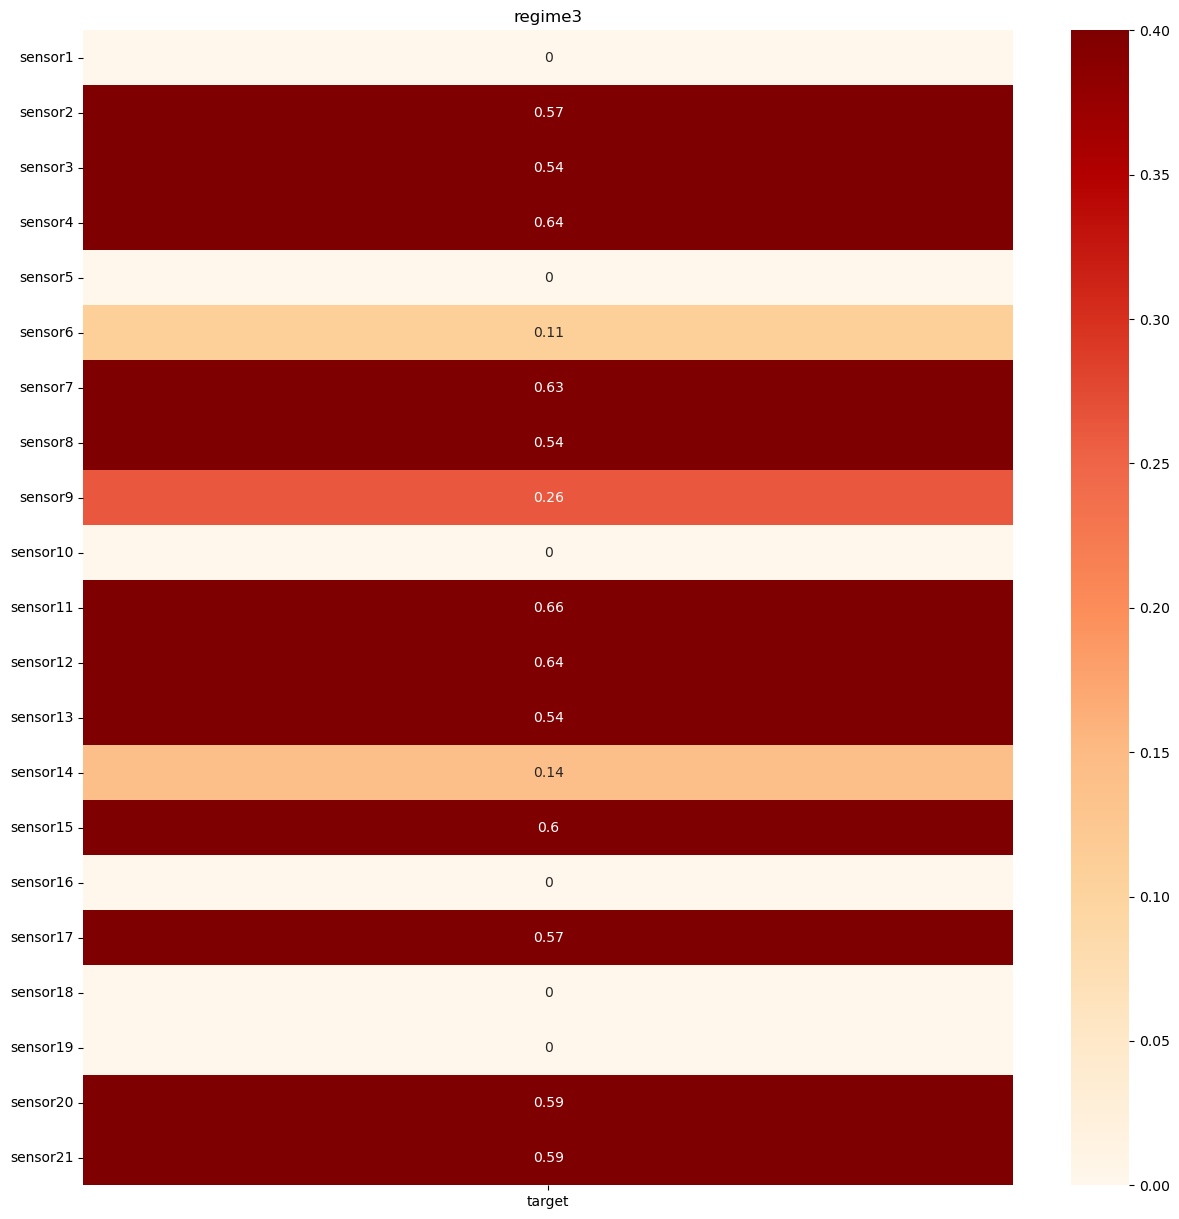 regime3
sensor1 0
sensor2 0.57
sensor3 0.54
sensor4 0.64
sensor5 0
sensor6 0.11
sensor7 0.63
sensor8 0.54
sensor9 0.26
sensor10 0
sensor11 0.66
sensor12 0.64
sensor13 0.54
sensor14 0.14
sensor15 0.6
sensor16 0
sensor17 0.57
sensor18 0
sensor19 0
sensor20 0.59
sensor21 0.59
target
0.40
0.35
0.30
0.25
0.20
0.15
0.10
0.05
0.00